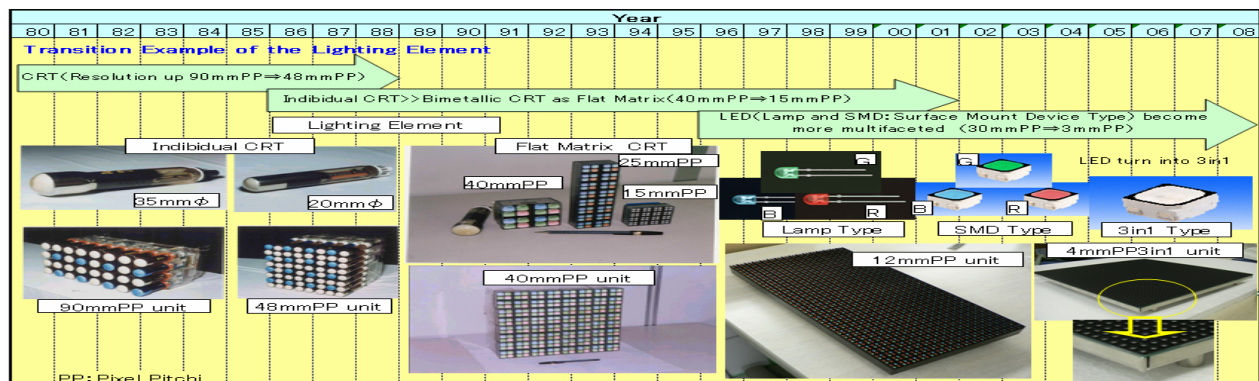 Year
80 81 82 83 84 85 86 87 88 89 90 91 92 93 94 95 96 97 98 99 00 01 02 03 04 05 06 07 08
Transition Example of the Lighting Element
CRT(Resolution up 90mmPP⇒48mmPP)
Indibidual CRT>>Bimetallic CRT as Flat Matrix(40mmPP⇒15mmPP)
LED(Lamp and SMD:Surface Mount Device Type) become
more multifaceted (30mmPP⇒3mmPP)
Lighting Element
Indibidual CRT
35mmφ
20mmφ
90mmPP unit
48mmPP unit
Flat Matrix CRT
25mmPP
40mmPP
15mmPP
40mmPP unit
G
B
R
Lamp Type
G
B
R
SMD Type
LED turn into 3in1
3in1 Type
12mmPP unit
4mmPP3in1 unit
PP:Pixel Pitchi